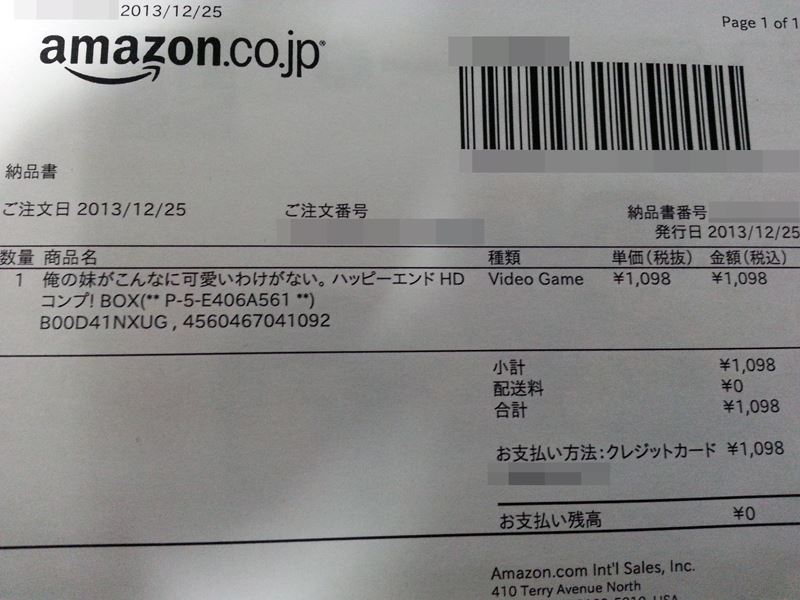 2013/12/25
Page 1 of 1
amazon.co.jp
納品書
ご注文日 2013/12/25 ご注文番号 納品書番号
発行日 2013/12/25
数量 商品名 種類 単価(税抜) 金額(税込)
1 俺の妹がこんなに可愛いわけがない。ハッピーエンド HD Video Game ¥1,098 ¥1,098
コンプ! BOX(** P-5-E406A561 **)
B00D41NXUG , 4560467041092
小計 ¥1,098
配送料 ¥0
合計 ¥1,098
お支払い方法:クレジットカード ¥1,098
お支払い残高 ¥0
Amazon.com Int'l Sales, Inc.
410 Terry Avenue North